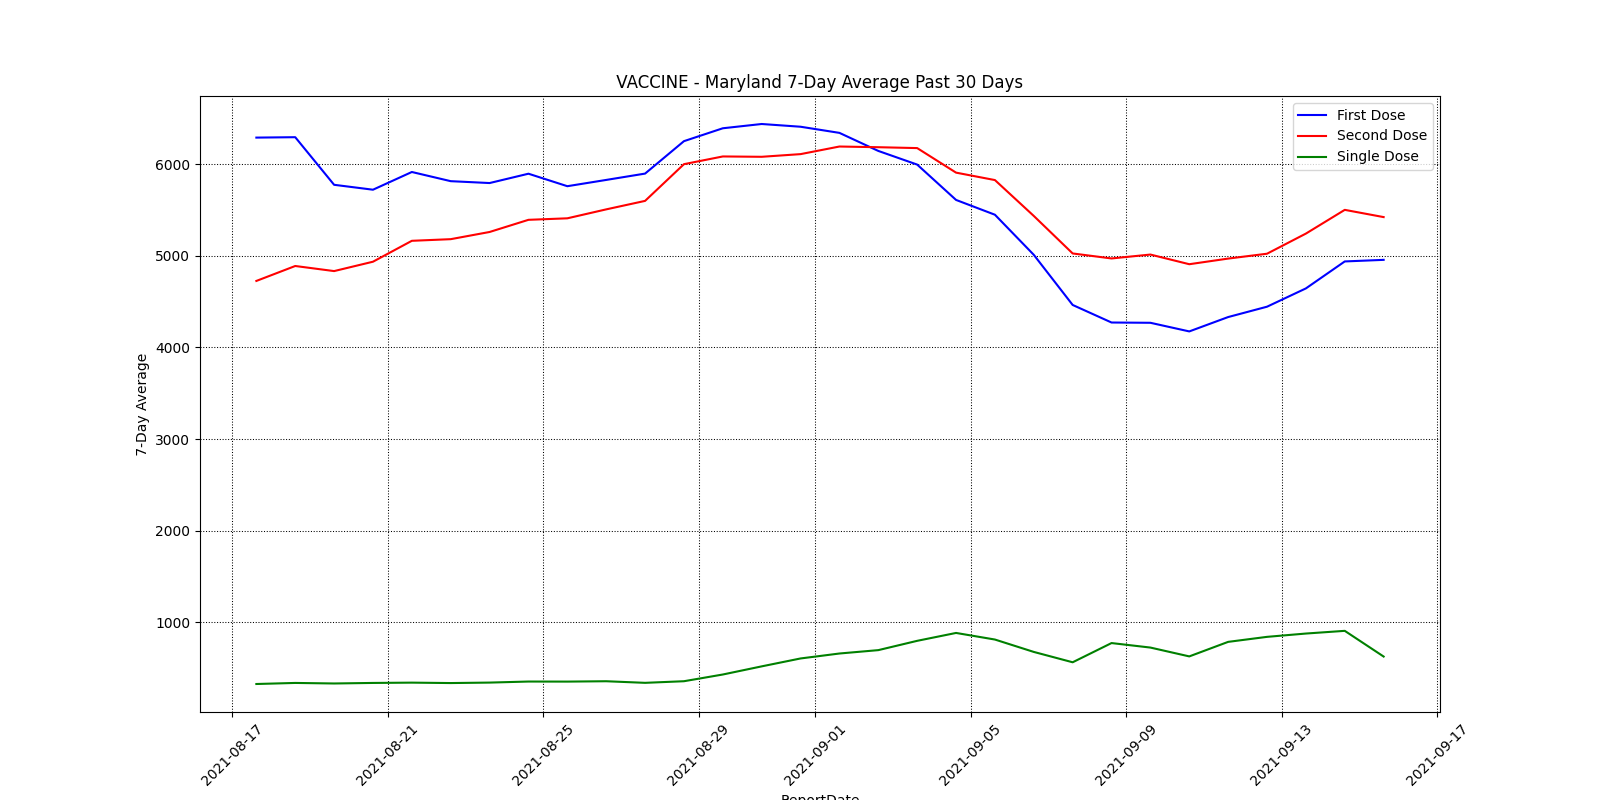 VACCINE - Maryland 7-Day Average Past 30 Days
First Dose
Second Dose
Single Dose
7-Day Average
6000
5000
4000
3000
2000
1000
2021-08-17
2021-08-21
2021-08-25
2021-08-29
2021-09-01
2021-09-05
2021-09-09
2021-09-13
2021-09-17
ReportDate